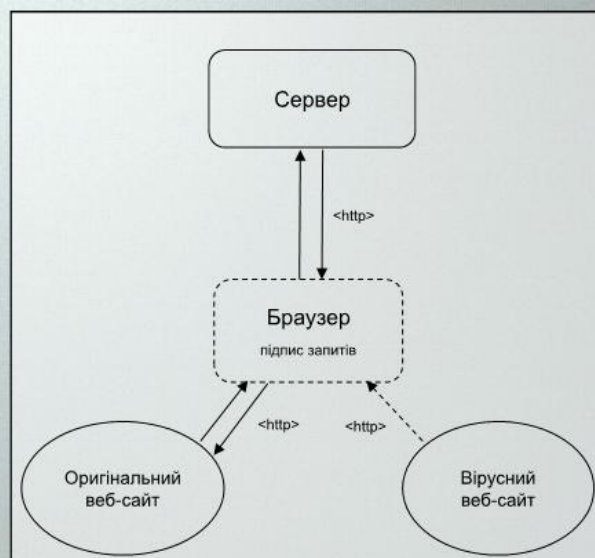 Сервер
<http>
Браузер
підпис запитів
<http>
<http>
Оригінальний
веб-сайт
Вірусний
веб-сайт